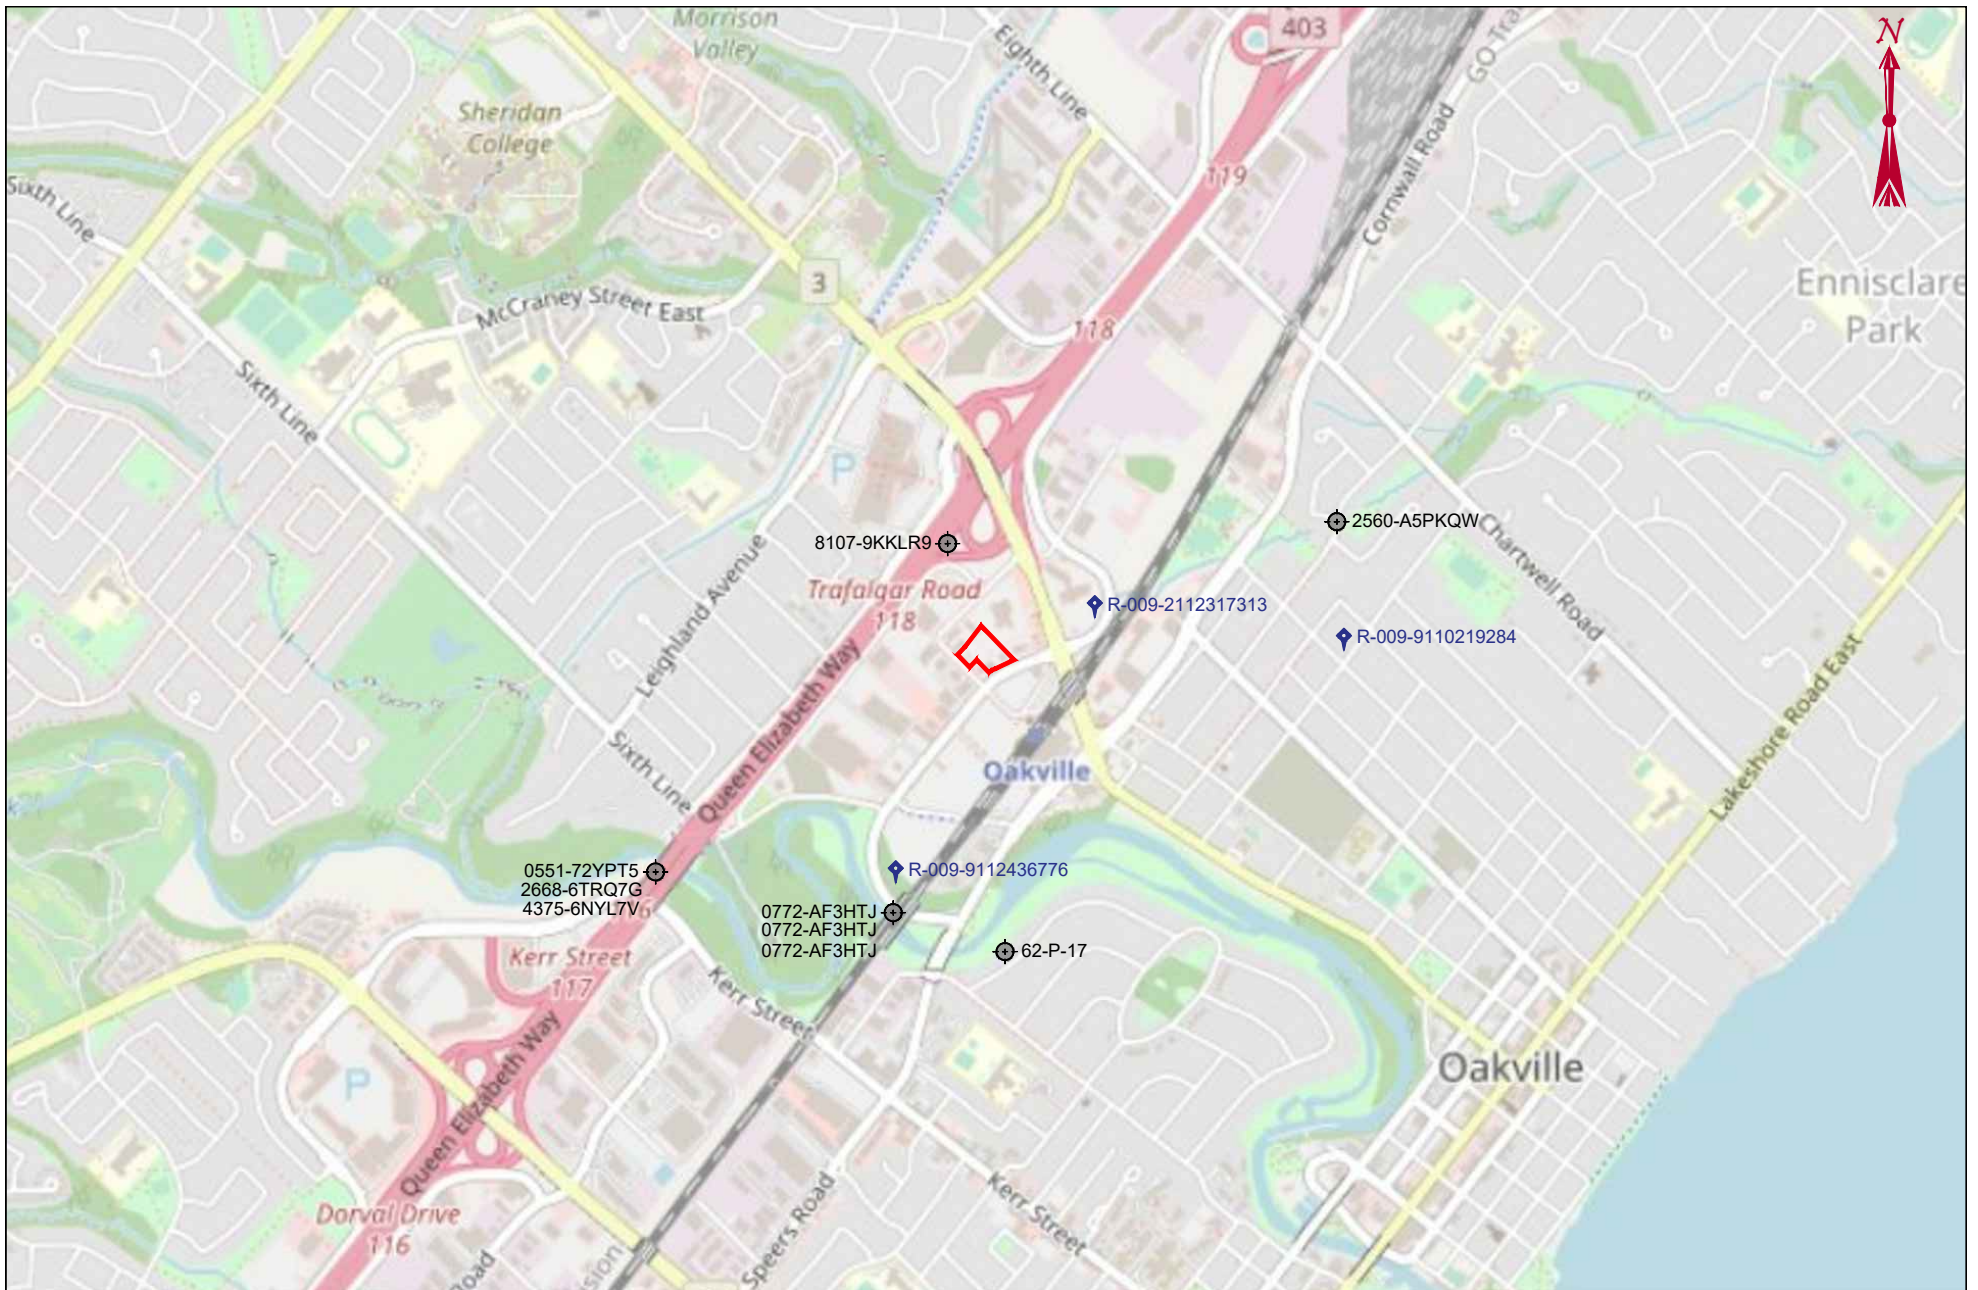 Morrison
Valley
403
N
GO Tra
Eighth Line
Sheridan
College
119
Cornwall Road
Sixth Line
3
Ennisclare
Park
McCraney Street East
118
Sixth Line
P
2560-A5PKQW
Chartwell Road
8107-9KKLR9
Leighland Avenue
Trafalgar Road
118
R-009-2112317313
R-009-9110219284
Queen Elizabeth Way
Lakeshore Road East
Sixth Line
Oakville
0551-72YPT5
2668-6TRQ7G
4375-6NYL7V
R-009-9112436776
0772-AF3HTJ
0772-AF3HTJ
0772-AF3HTJ
62-P-17
Kerr Street
117
Kerr Street
Oakville
P
Queen Elizabeth Way
Dorval Drive
116
Kerr Street
Speers Road
Road
sion